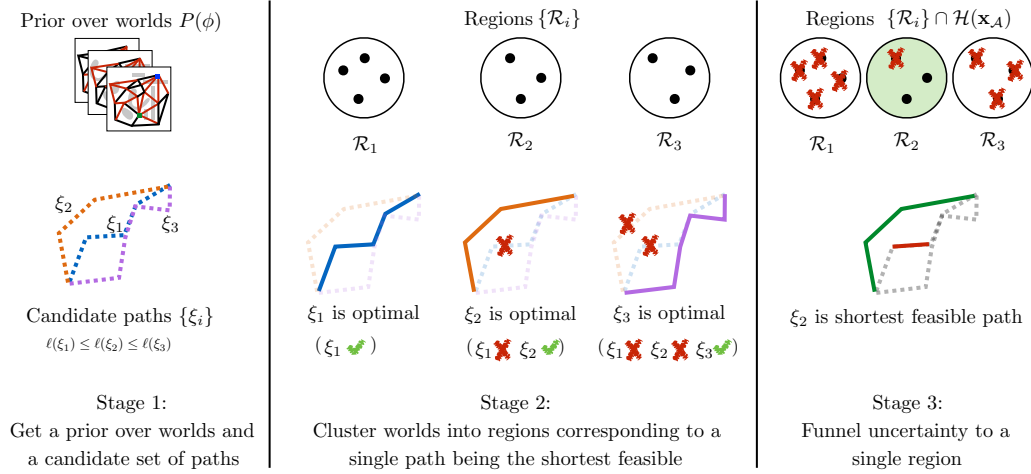 Prior over worlds P(ϕ)
ξ₂
ξ₁
ξ₃
Candidate paths {ξᵢ}
ℓ(ξ₁) ≤ ℓ(ξ₂) ≤ ℓ(ξ₃)
Stage 1:
Get a prior over worlds and
a candidate set of paths
Regions {ℛᵢ}
ℛ₁ ℛ₂ ℛ₃
ξ₁ is optimal ξ₂ is optimal ξ₃ is optimal
(ξ₁ ) (ξ₁ ξ₂ ) (ξ₁ ξ₂ ξ₃ )
Stage 2:
Cluster worlds into regions corresponding to a
single path being the shortest feasible
Regions {ℛᵢ} ∩ ℋ(𝐱_𝒜)
ℛ₁ ℛ₂ ℛ₃
ξ₂ is shortest feasible path
Stage 3:
Funnel uncertainty to a
single region